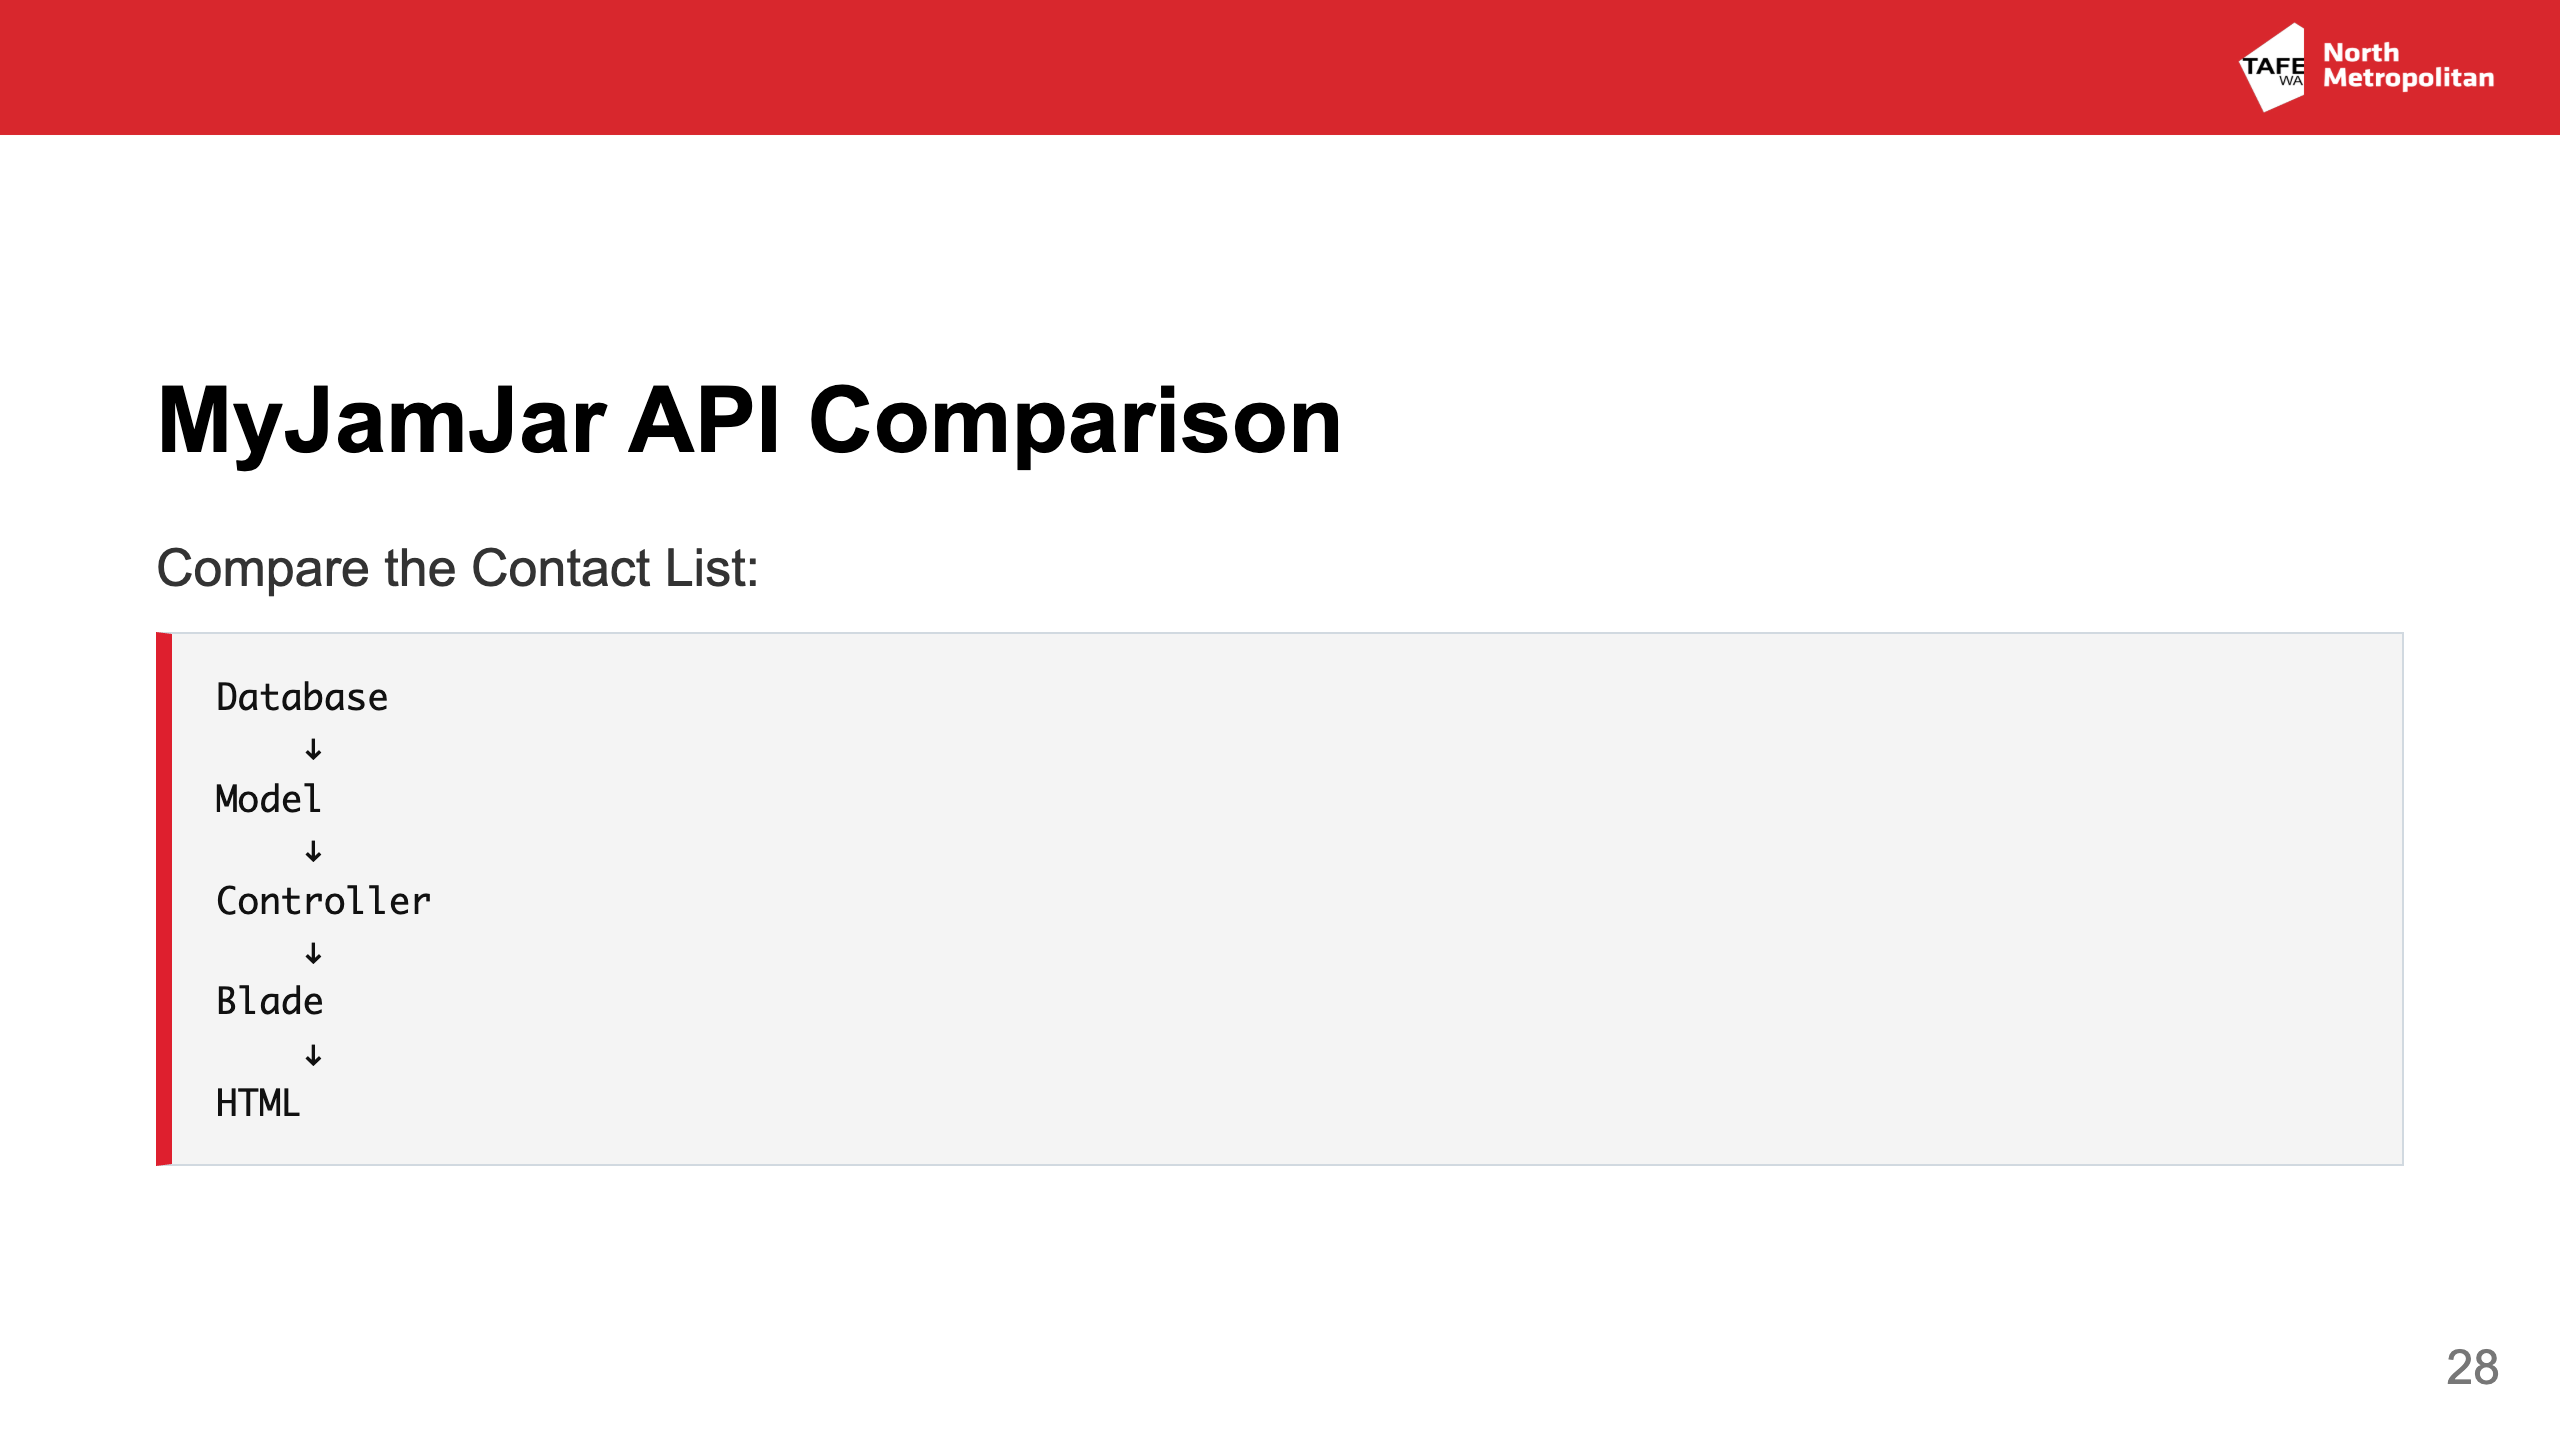 TAFE
WA
North
Metropolitan
MyJamJar API Comparison
Compare the Contact List:
Database
↓
Model
↓
Controller
↓
Blade
↓
HTML
28